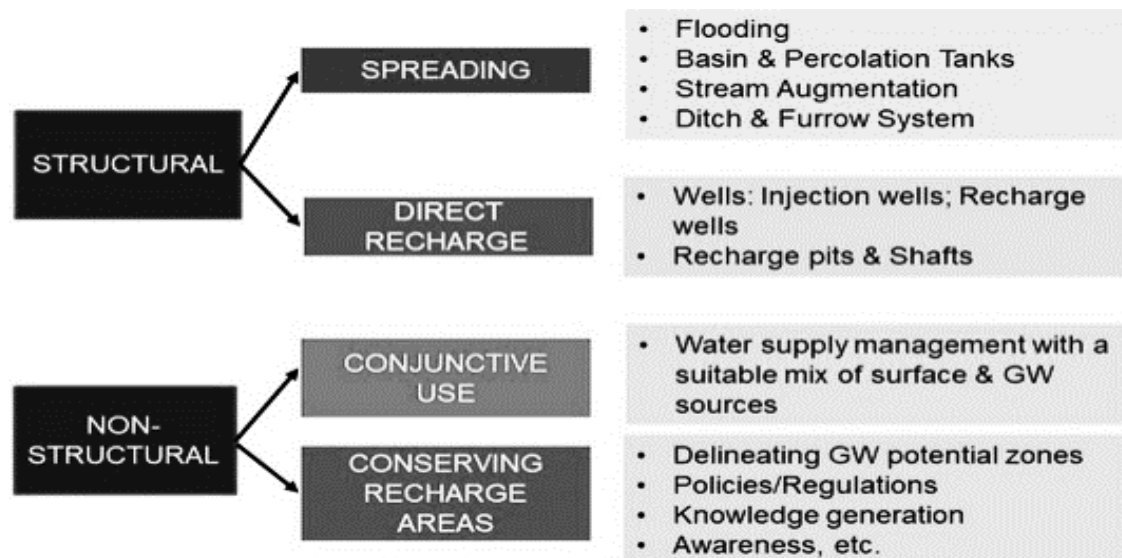 STRUCTURAL
SPREADING
• Flooding
• Basin & Percolation Tanks
• Stream Augmentation
• Ditch & Furrow System
DIRECT
RECHARGE
• Wells: Injection wells; Recharge
wells
• Recharge pits & Shafts
NON-
STRUCTURAL
CONJUNCTIVE
USE
• Water supply management with a
suitable mix of surface & GW
sources
CONSERVING
RECHARGE
AREAS
• Delineating GW potential zones
• Policies/Regulations
• Knowledge generation
• Awareness, etc.